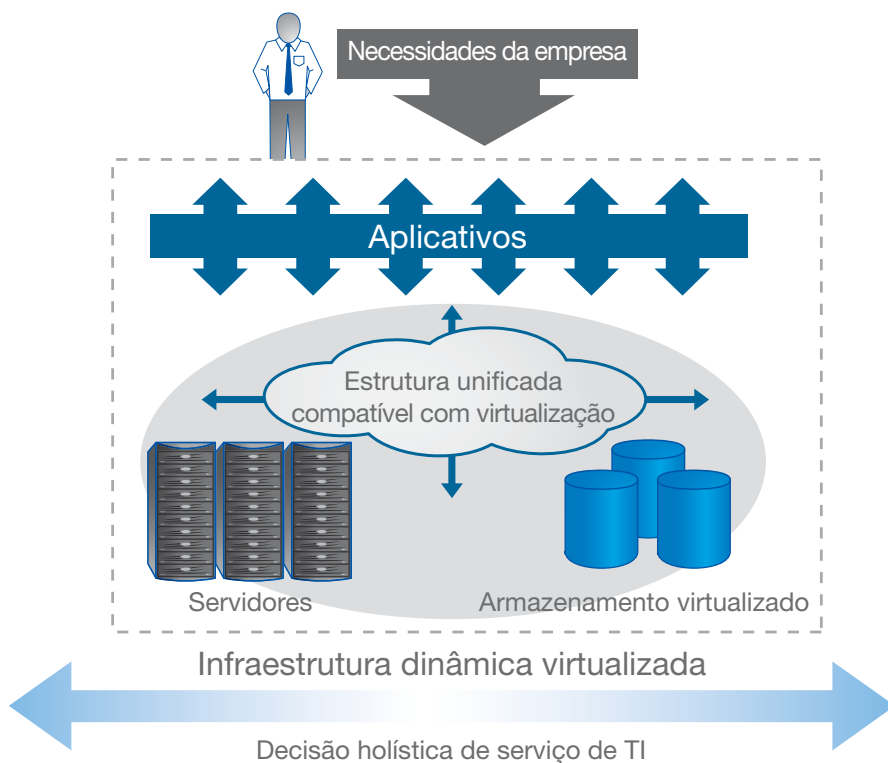 Necessidades da empresa
Aplicativos
Estrutura unificada
compatível com virtualização
Servidores
Armazenamento virtualizado
Infraestrutura dinâmica virtualizada
Decisão holística de serviço de TI